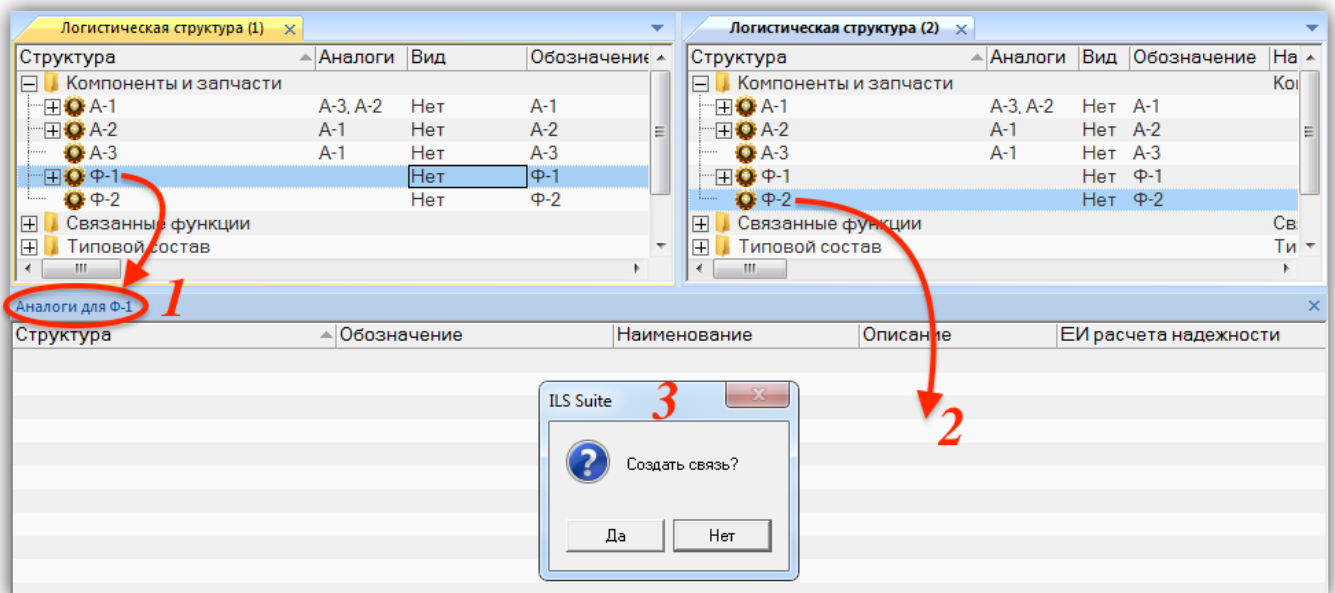 Логистическая структура (1)
Структура Аналоги Вид Обозначение
Компоненты и запчасти
А-1 А-3, А-2 Нет А-1
А-2 А-1 Нет А-2
А-3 А-1 Нет А-3
Ф-1 Нет Ф-1
Ф-2 Нет Ф-2
Связанные функции
Типовой состав
Логистическая структура (2)
Структура Аналоги Вид Обозначение На
Компоненты и запчасти Ко
А-1 А-3, А-2 Нет А-1
А-2 А-1 Нет А-2
А-3 А-1 Нет А-3
Ф-1 Нет Ф-1
Ф-2 Нет Ф-2
Связанные функции Св
Типовой состав Ти
1
Аналоги для Ф-1
Структура Обозначение Наименование Описание ЕИ расчета надежности
2
ILS Suite 3
Создать связь?
Да Нет